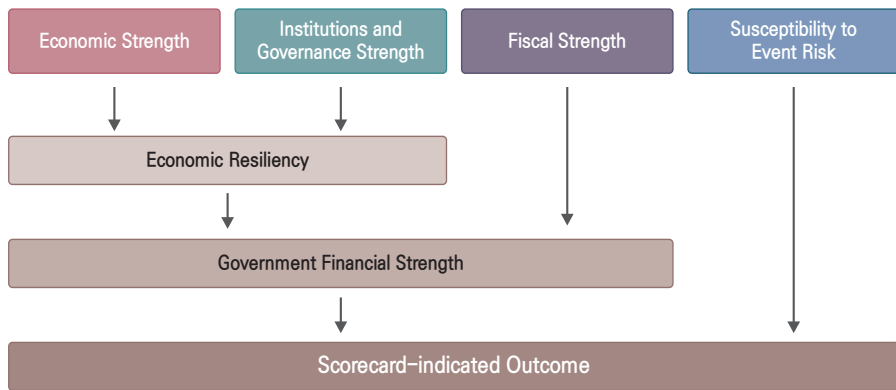 Economic Strength
Institutions and
Governance Strength
Fiscal Strength
Susceptibility to
Event Risk
Economic Resiliency
Government Financial Strength
Scorecard-indicated Outcome